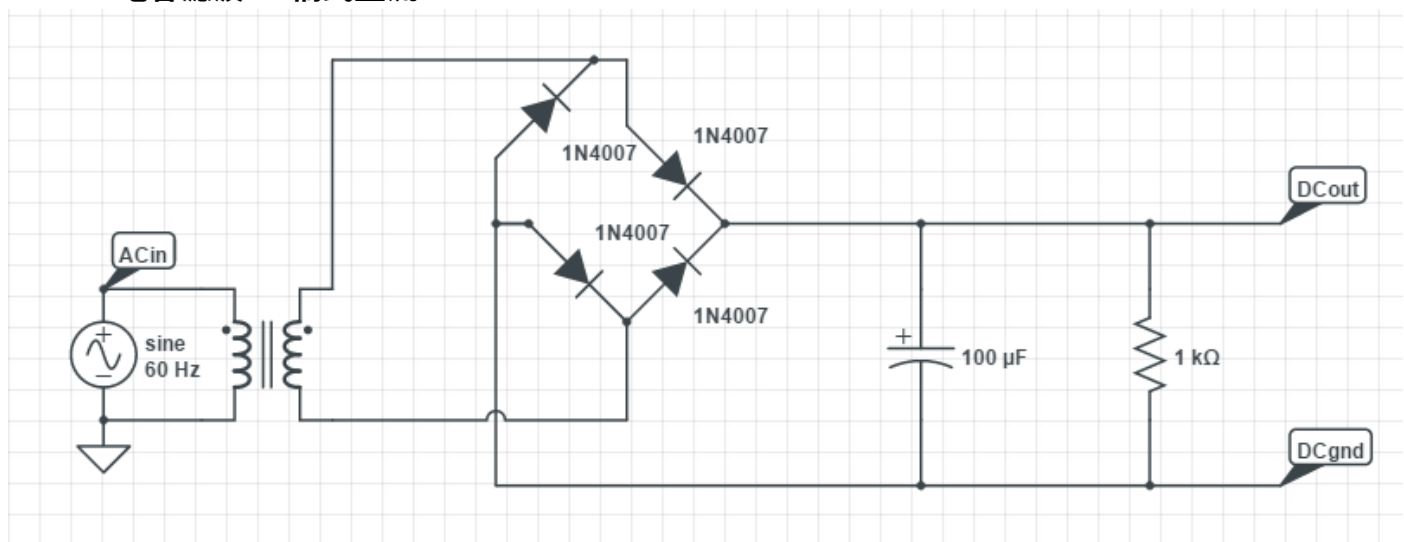 1N4007
1N4007
DCout
1N4007
ACin
1N4007
sine
60 Hz
+
100 µF
1 kΩ
DCgnd